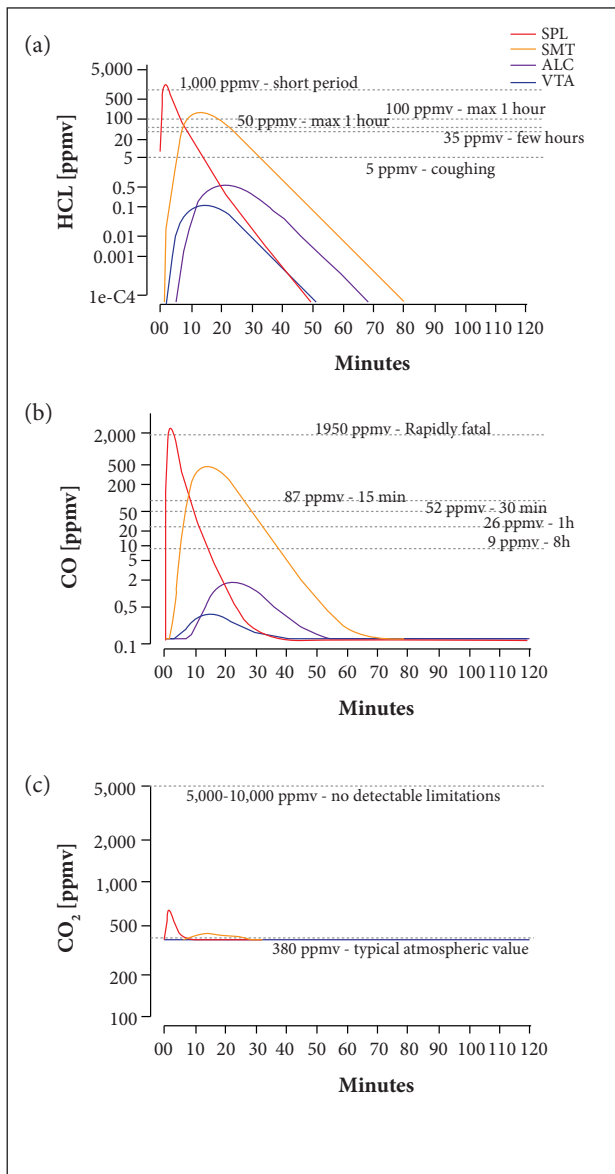 (a)
SPL
SMT
ALC
VTA
HCL [ppmv]
5,000
500
100
20
5
0.5
0.1
0.01
0.001
1e-C4
1,000 ppmv - short period
100 ppmv - max 1 hour
50 ppmv - max 1 hour
35 ppmv - few hours
5 ppmv - coughing
00 10 20 30 40 50 60 70 80 90 100 110 120
Minutes
(b)
CO [ppmv]
2,000
500
200
50
20
10
5
2
0.5
0.1
1950 ppmv - Rapidly fatal
87 ppmv - 15 min
52 ppmv - 30 min
26 ppmv - 1h
9 ppmv - 8h
00 10 20 30 40 50 60 70 80 90 100 110 120
Minutes
(c)
CO₂ [ppmv]
5,000
2,000
1,000
500
200
100
5,000-10,000 ppmv - no detectable limitations
380 ppmv - typical atmospheric value
00 10 20 30 40 50 60 70 80 90 100 110 120
Minutes